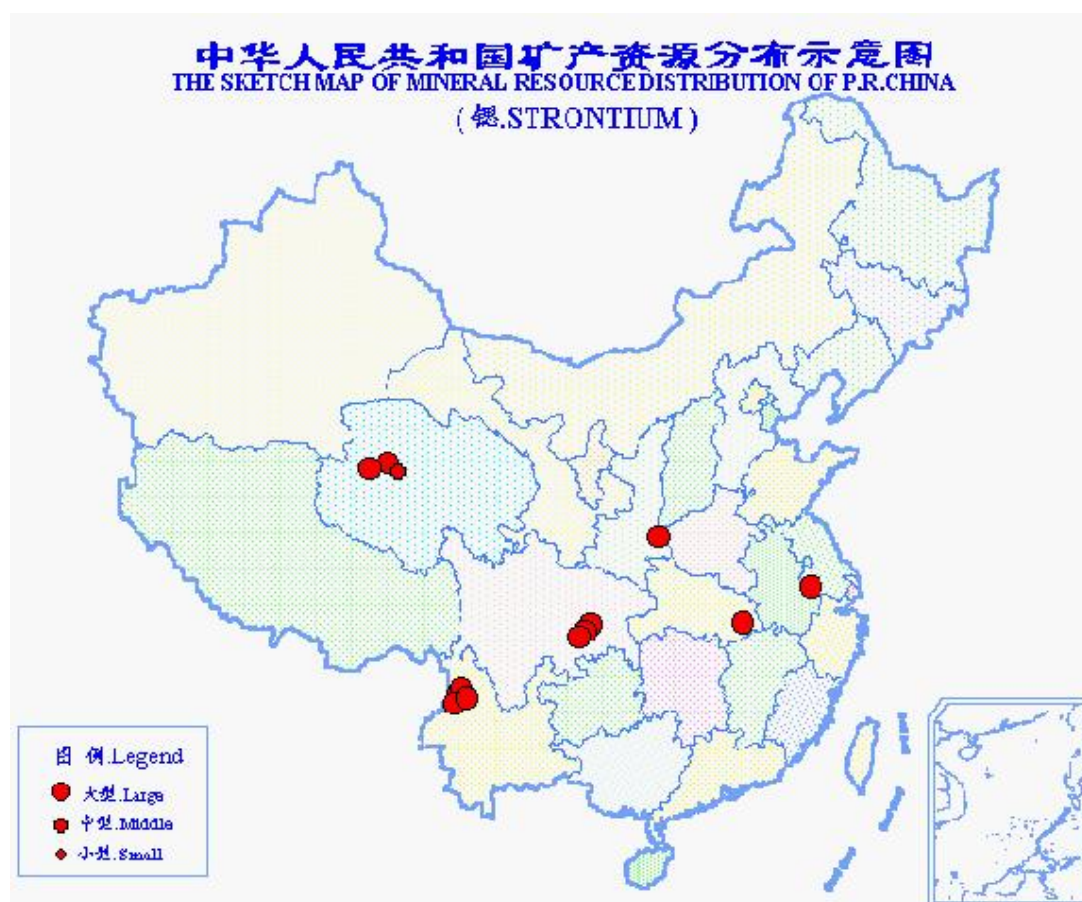 中华人民共和国矿产资源分布示意图
THE SKETCH MAP OF MINERAL RESOURCE DISTRIBUTION OF P.R.CHINA
(锶.STRONTIUM)
图 例.Legend
大型.Large
中型.Middle
小型.Small